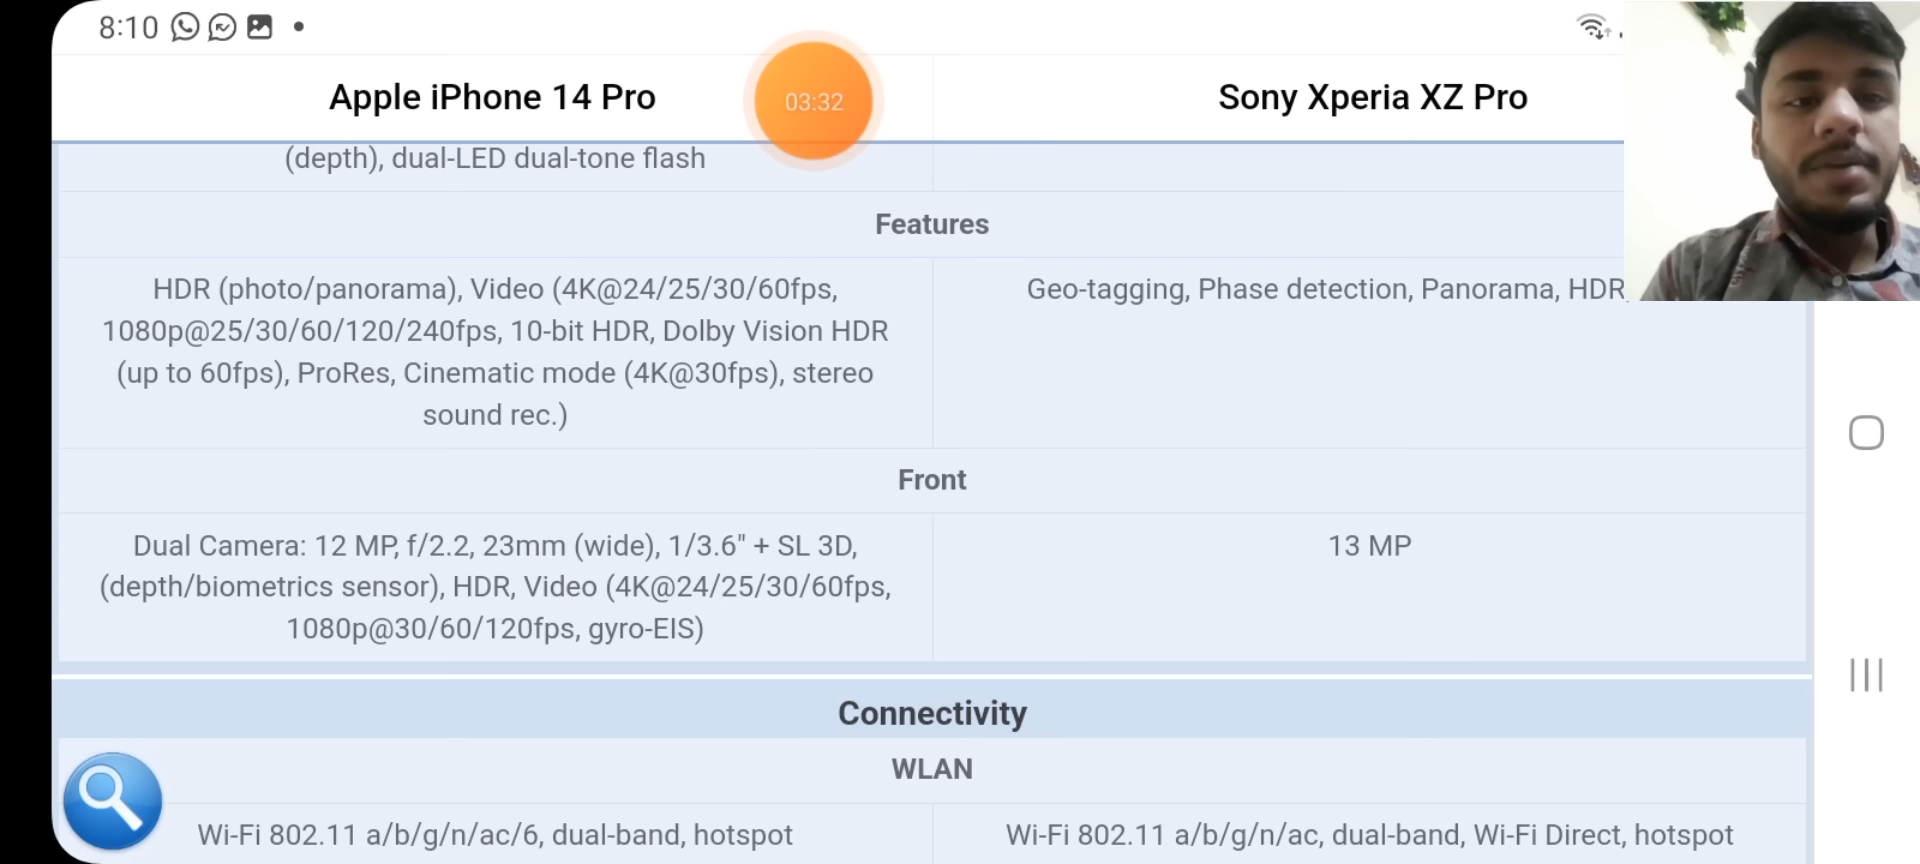 8:10
Apple iPhone 14 Pro
03:32
Sony Xperia XZ Pro
(depth), dual-LED dual-tone flash
Features
HDR (photo/panorama), Video (4K@24/25/30/60fps,
1080p@25/30/60/120/240fps, 10-bit HDR, Dolby Vision HDR
(up to 60fps), ProRes, Cinematic mode (4K@30fps), stereo
sound rec.)
Geo-tagging, Phase detection, Panorama, HDR,
Front
Dual Camera: 12 MP, f/2.2, 23mm (wide), 1/3.6" + SL 3D,
(depth/biometrics sensor), HDR, Video (4K@24/25/30/60fps,
1080p@30/60/120fps, gyro-EIS)
13 MP
Connectivity
WLAN
Wi-Fi 802.11 a/b/g/n/ac/6, dual-band, hotspot
Wi-Fi 802.11 a/b/g/n/ac, dual-band, Wi-Fi Direct, hotspot